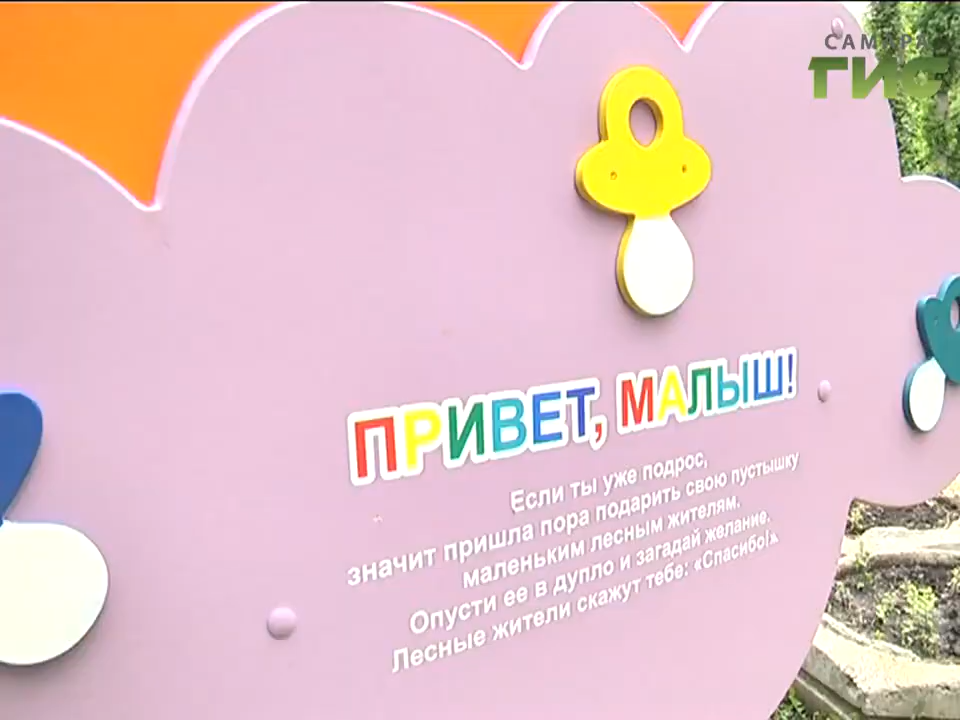 САМАРА
ГИС
ПРИВЕТ, МАЛЫШ!
Если ты уже подрос,
значит пришла пора подарить свою пустышку
маленьким лесным жителям.
Опусти ее в дупло и загадай желание.
Лесные жители скажут тебе: «Спасибо!»